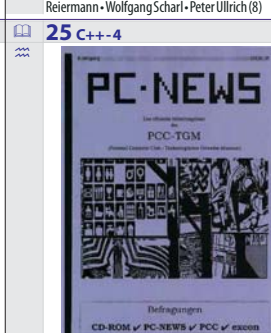 Reiermann • Wolfgang Scharl • Peter Ullrich (8)
25 C++-4
PC·NEWS
PCC-TGM
Befragungen
CD-ROM ✔ PC-NEWS ✔ PCC ✔ excon